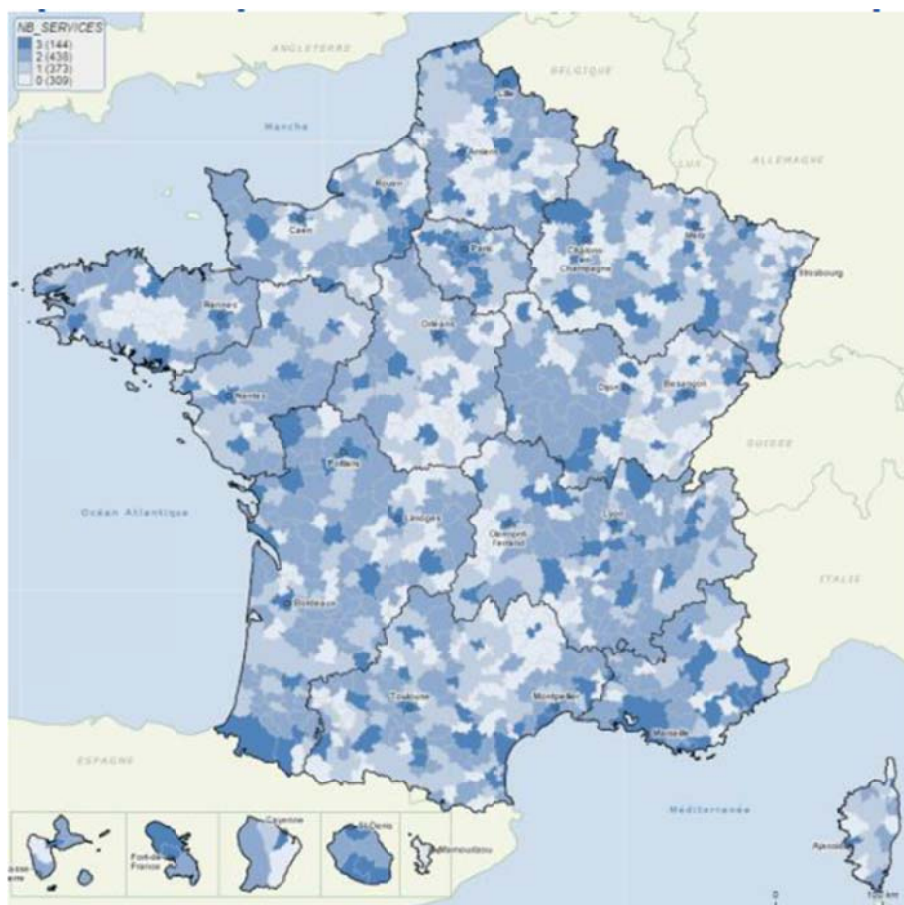 NB_SERVICES
3 (144)
2 (438)
1 (373)
0 (309)
ANGLETERRE
BELGIQUE
Manche
Lille
LUX.
ALLEMAGNE
Amiens
Rouen
Caen
Paris
Metz
Châlons
en
Champagne
Strasbourg
Rennes
Orléans
Nantes
Dijon
Besançon
SUISSE
Poitiers
Océan Atlantique
Limoges
Clermont-
Ferrand
Lyon
ITALIE
Bordeaux
Toulouse
Montpellier
Marseille
ESPAGNE
Méditerranée
Cayenne
St-Denis
Fort-de-
France
Mamoudzou
Ajaccio
0